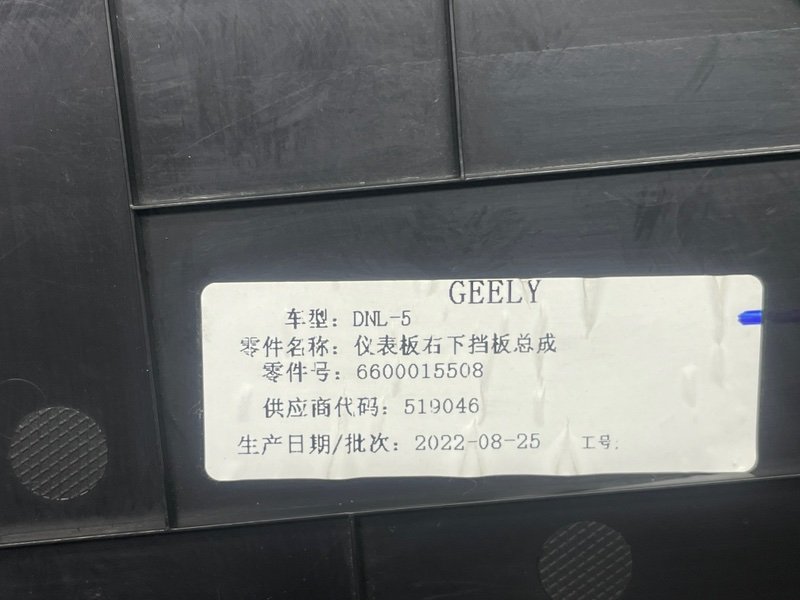 GEELY
车型: DNL-5
零件名称: 仪表板右下挡板总成
零件号: 6600015508
供应商代码: 519046
生产日期/批次: 2022-08-25 工号: